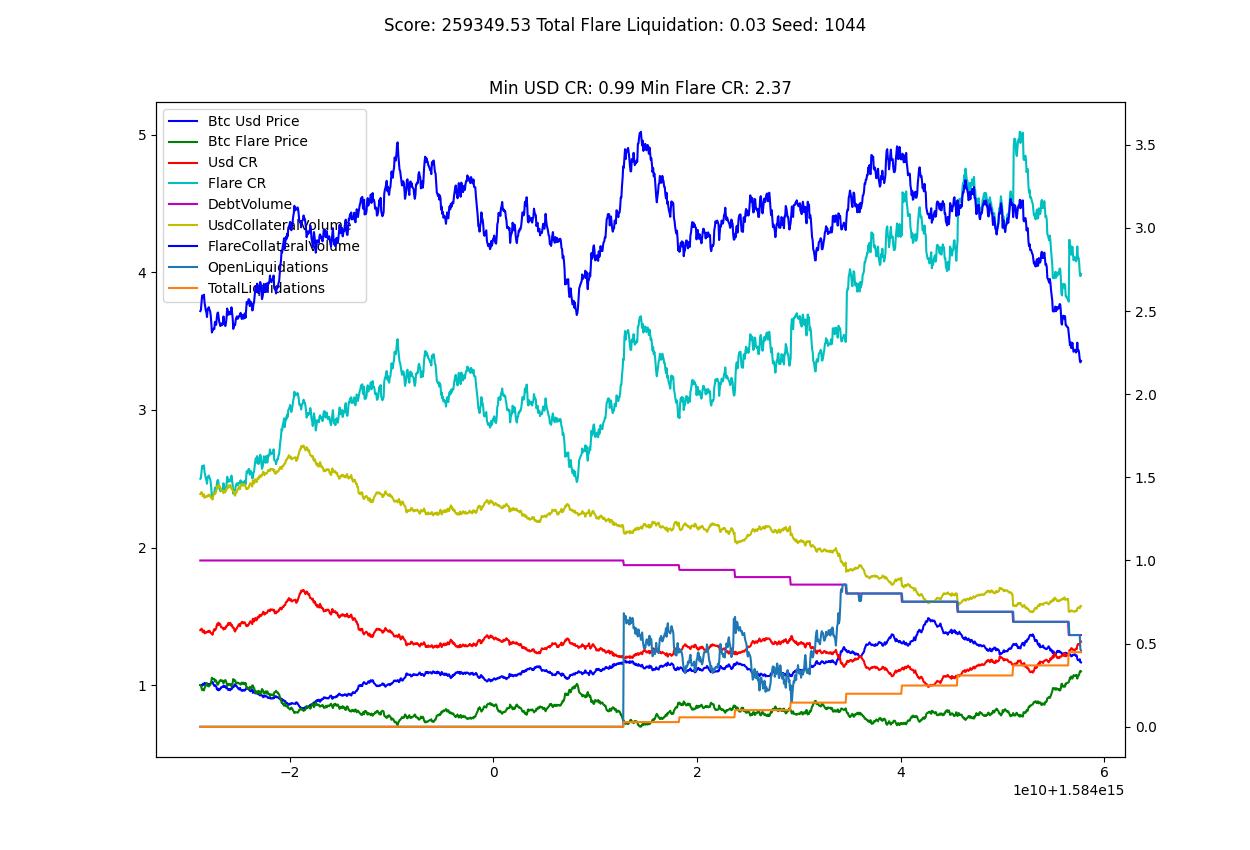 Score: 259349.53 Total Flare Liquidation: 0.03 Seed: 1044
Min USD CR: 0.99 Min Flare CR: 2.37
Btc Usd Price
Btc Flare Price
Usd CR
Flare CR
DebtVolume
UsdCollateralVolume
FlareCollateralVolume
OpenLiquidations
TotalLiquidations
5
4
3
2
1
3.5
3.0
2.5
2.0
1.5
1.0
0.5
0.0
−2 0 2 4 6
1e10+1.584e15